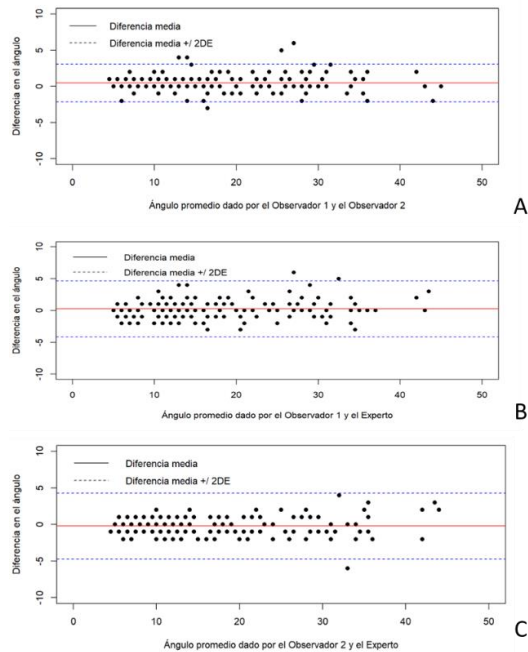 10
5
0
-5
-10
Diferencia en el ángulo
Diferencia media
Diferencia media +/ 2DE
0 10 20 30 40 50
Ángulo promedio dado por el Observador 1 y el Observador 2
A
10
5
0
-5
-10
Diferencia en el ángulo
Diferencia media
Diferencia media +/ 2DE
0 10 20 30 40 50
Ángulo promedio dado por el Observador 1 y el Experto
B
10
5
0
-5
-10
Diferencia en el ángulo
Diferencia media
Diferencia media +/ 2DE
0 10 20 30 40 50
Ángulo promedio dado por el Observador 2 y el Experto
C